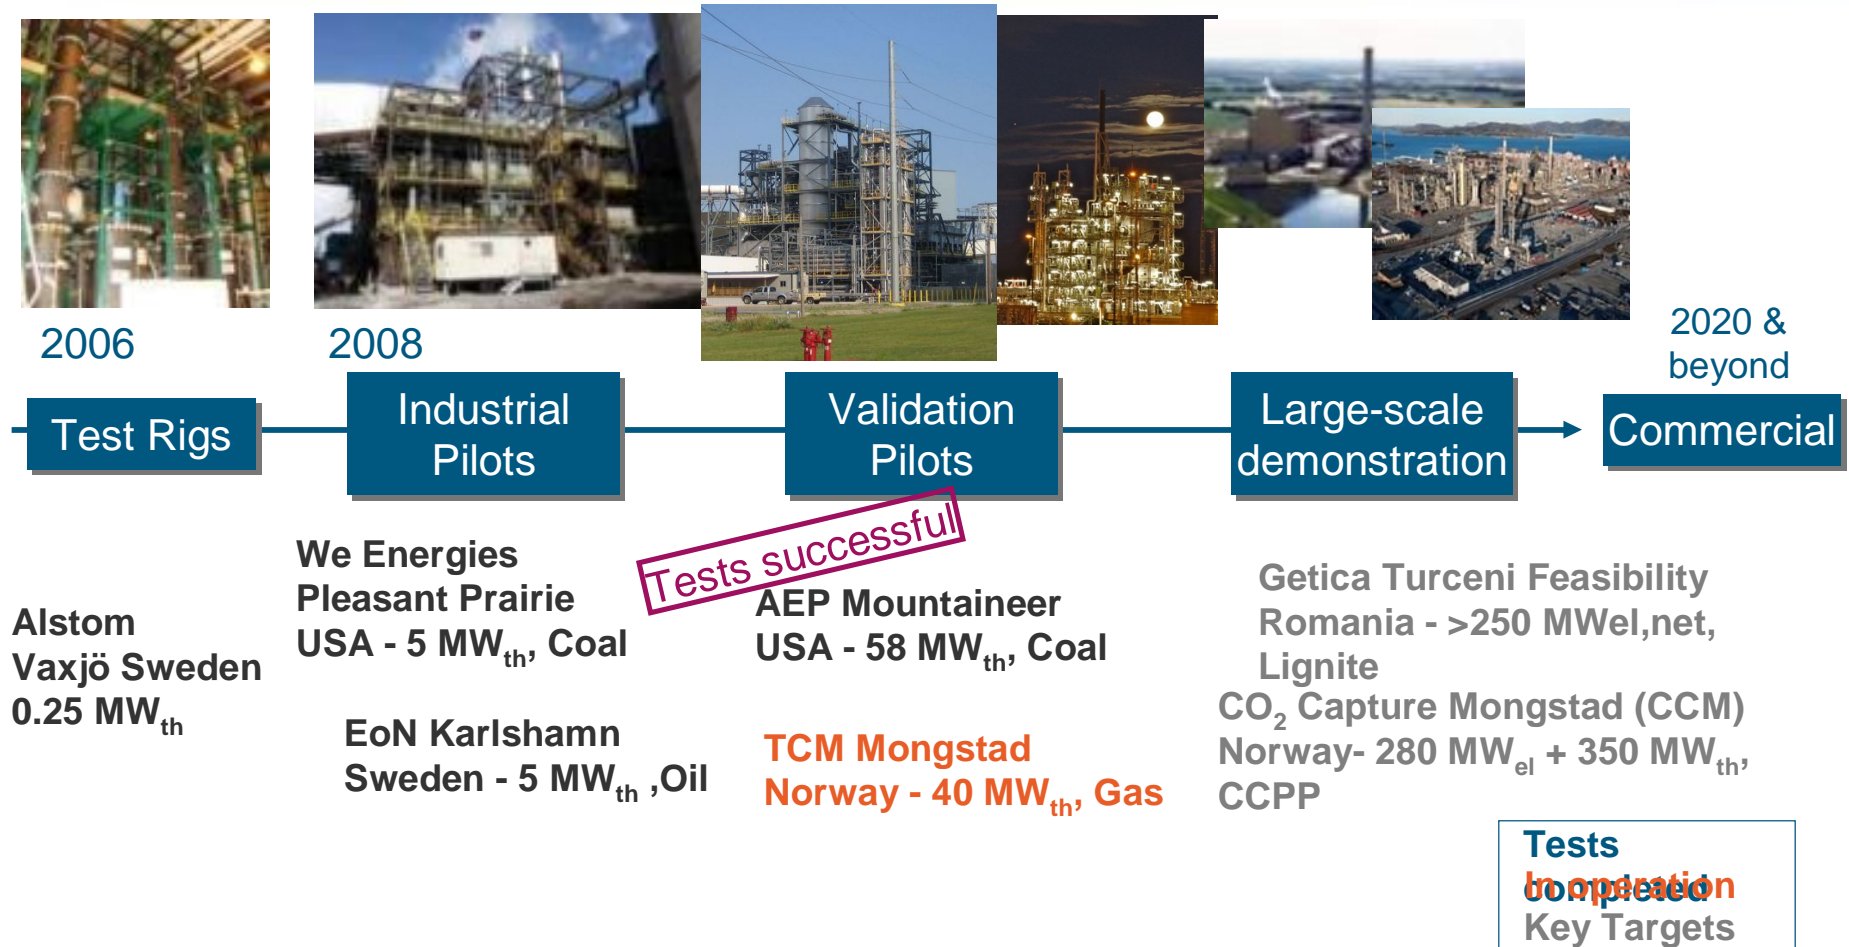 2006
2008
2020 &
beyond
Test Rigs
Industrial
Pilots
Validation
Pilots
Large-scale
demonstration
Commercial
Tests successful
Alstom
Vaxjö Sweden
0.25 MWth
We Energies
Pleasant Prairie
USA - 5 MWth, Coal
EoN Karlshamn
Sweden - 5 MWth ,Oil
AEP Mountaineer
USA - 58 MWth, Coal
TCM Mongstad
Norway - 40 MWth, Gas
Getica Turceni Feasibility
Romania - >250 MWel,net,
Lignite
CO2 Capture Mongstad (CCM)
Norway- 280 MWel + 350 MWth,
CCPP
Tests
completed
In operation
Key Targets